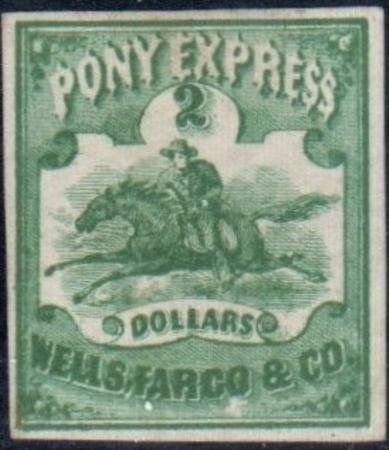 PONY EXPRESS
2
DOLLARS
WELLS, FARGO & CO.